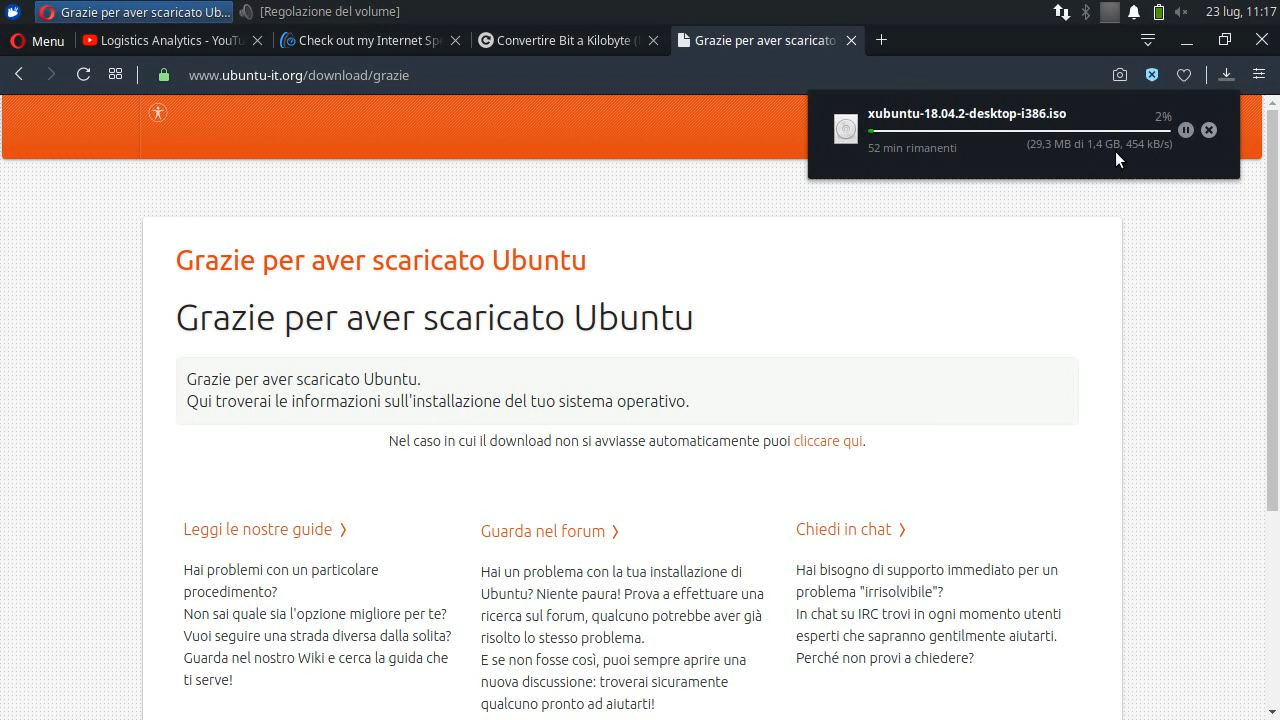 Grazie per aver scaricato Ub...
[Regolazione del volume]
23 lug, 11:17
Menu
Logistics Analytics - YouTu
Check out my Internet Spe
Convertire Bit a Kilobyte (
Grazie per aver scaricato
www.ubuntu-it.org/download/grazie
xubuntu-18.04.2-desktop-i386.iso
2%
52 min rimanenti
(29,3 MB di 1,4 GB, 454 kB/s)
Grazie per aver scaricato Ubuntu
Grazie per aver scaricato Ubuntu
Grazie per aver scaricato Ubuntu.
Qui troverai le informazioni sull'installazione del tuo sistema operativo.
Nel caso in cui il download non si avviasse automaticamente puoi cliccare qui.
Leggi le nostre guide
Hai problemi con un particolare
procedimento?
Non sai quale sia l'opzione migliore per te?
Vuoi seguire una strada diversa dalla solita?
Guarda nel nostro Wiki e cerca la guida che
ti serve!
Guarda nel forum
Hai un problema con la tua installazione di
Ubuntu? Niente paura! Prova a effettuare una
ricerca sul forum, qualcuno potrebbe aver già
risolto lo stesso problema.
E se non fosse così, puoi sempre aprire una
nuova discussione: troverai sicuramente
qualcuno pronto ad aiutarti!
Chiedi in chat
Hai bisogno di supporto immediato per un
problema "irrisolvibile"?
In chat su IRC trovi in ogni momento utenti
esperti che sapranno gentilmente aiutarti.
Perché non provi a chiedere?